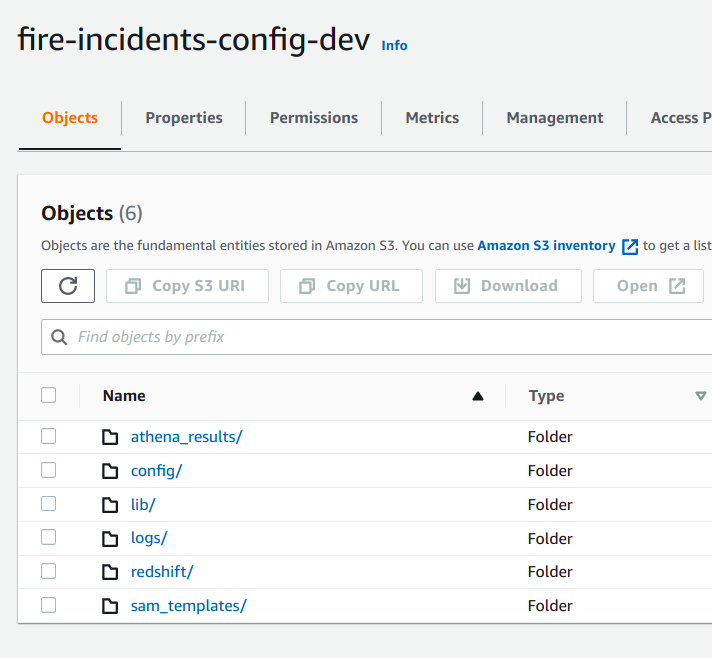 fire-incidents-config-dev Info
Objects Properties Permissions Metrics Management Access P
Objects (6)
Objects are the fundamental entities stored in Amazon S3. You can use Amazon S3 inventory to get a list
Copy S3 URI Copy URL Download Open
Find objects by prefix
Name Type
athena_results/ Folder
config/ Folder
lib/ Folder
logs/ Folder
redshift/ Folder
sam_templates/ Folder